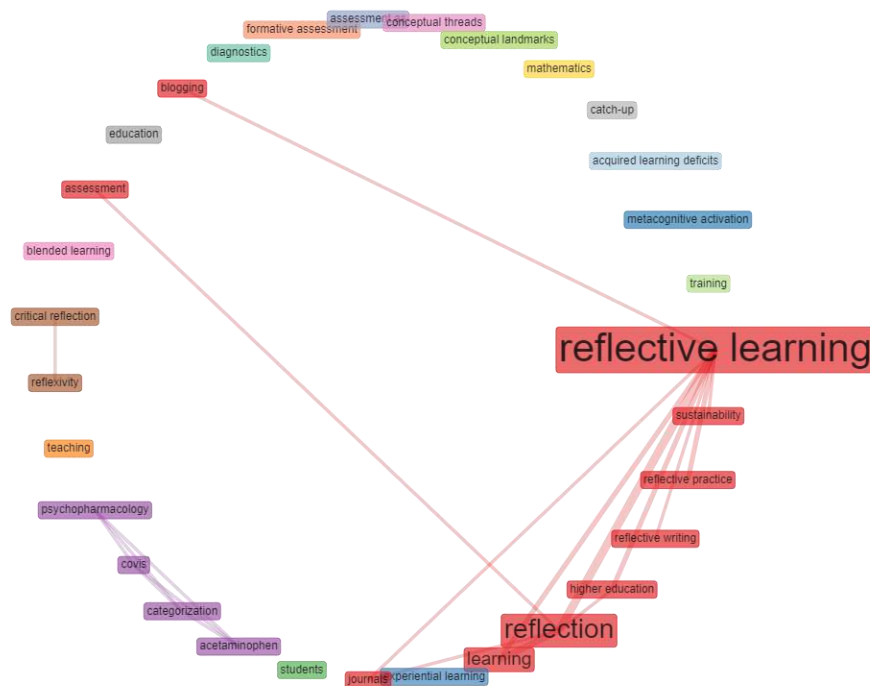 assessment as
conceptual threads
formative assessment
conceptual landmarks
diagnostics
mathematics
blogging
catch-up
education
acquired learning deficits
assessment
metacognitive activation
blended learning
training
critical reflection
reflective learning
reflexivity
sustainability
teaching
reflective practice
psychopharmacology
reflective writing
covis
higher education
categorization
reflection
acetaminophen
learning
students
journals
experiential learning